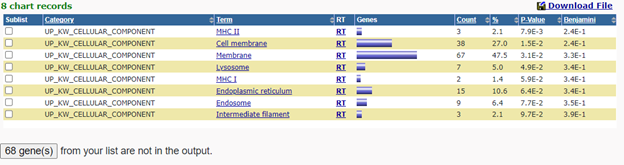 8 chart records Download File
Sublist Category Term RT Genes Count % P-Value Benjamini
UP_KW_CELLULAR_COMPONENT MHC II RT 3 2.1 7.9E-3 2.4E-1
UP_KW_CELLULAR_COMPONENT Cell membrane RT 38 27.0 1.5E-2 2.4E-1
UP_KW_CELLULAR_COMPONENT Membrane RT 67 47.5 3.1E-2 3.3E-1
UP_KW_CELLULAR_COMPONENT Lysosome RT 7 5.0 4.9E-2 3.4E-1
UP_KW_CELLULAR_COMPONENT MHC I RT 2 1.4 5.9E-2 3.4E-1
UP_KW_CELLULAR_COMPONENT Endoplasmic reticulum RT 15 10.6 6.4E-2 3.4E-1
UP_KW_CELLULAR_COMPONENT Endosome RT 9 6.4 7.7E-2 3.5E-1
UP_KW_CELLULAR_COMPONENT Intermediate filament RT 3 2.1 9.7E-2 3.9E-1
68 gene(s) from your list are not in the output.